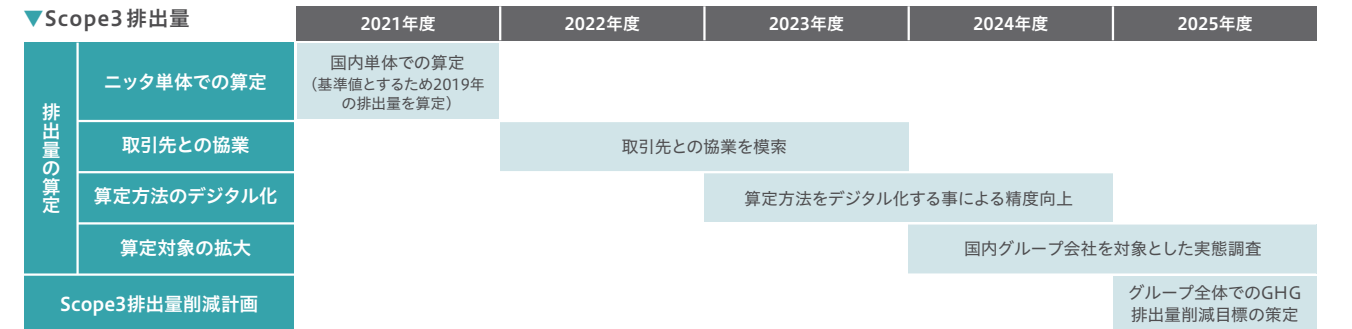 ▼Scope3排出量
2021年度
2022年度
2023年度
2024年度
2025年度
排出量の算定
ニッタ単体での算定
国内単体での算定
（基準値とするため2019年
の排出量を算定）
取引先との協業
取引先との協業を模索
算定方法のデジタル化
算定方法をデジタル化する事による精度向上
算定対象の拡大
国内グループ会社を対象とした実態調査
Scope3排出量削減計画
グループ全体でのGHG
排出量削減目標の策定